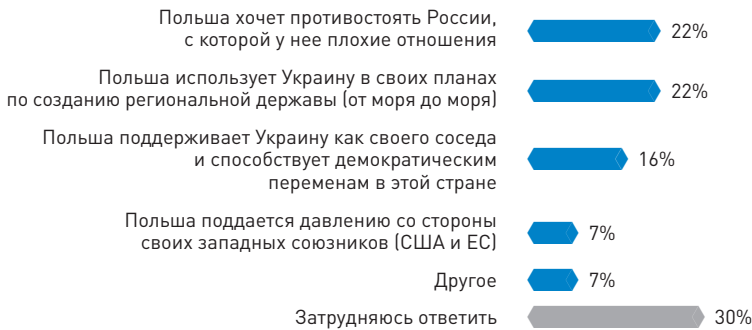 Польша хочет противостоять России,
с которой у нее плохие отношения
22%
Польша использует Украину в своих планах
по созданию региональной державы (от моря до моря)
22%
Польша поддерживает Украину как своего соседа
и способствует демократическим
переменам в этой стране
16%
Польша поддается давлению со стороны
своих западных союзников (США и ЕС)
7%
Другое
7%
Затрудняюсь ответить
30%